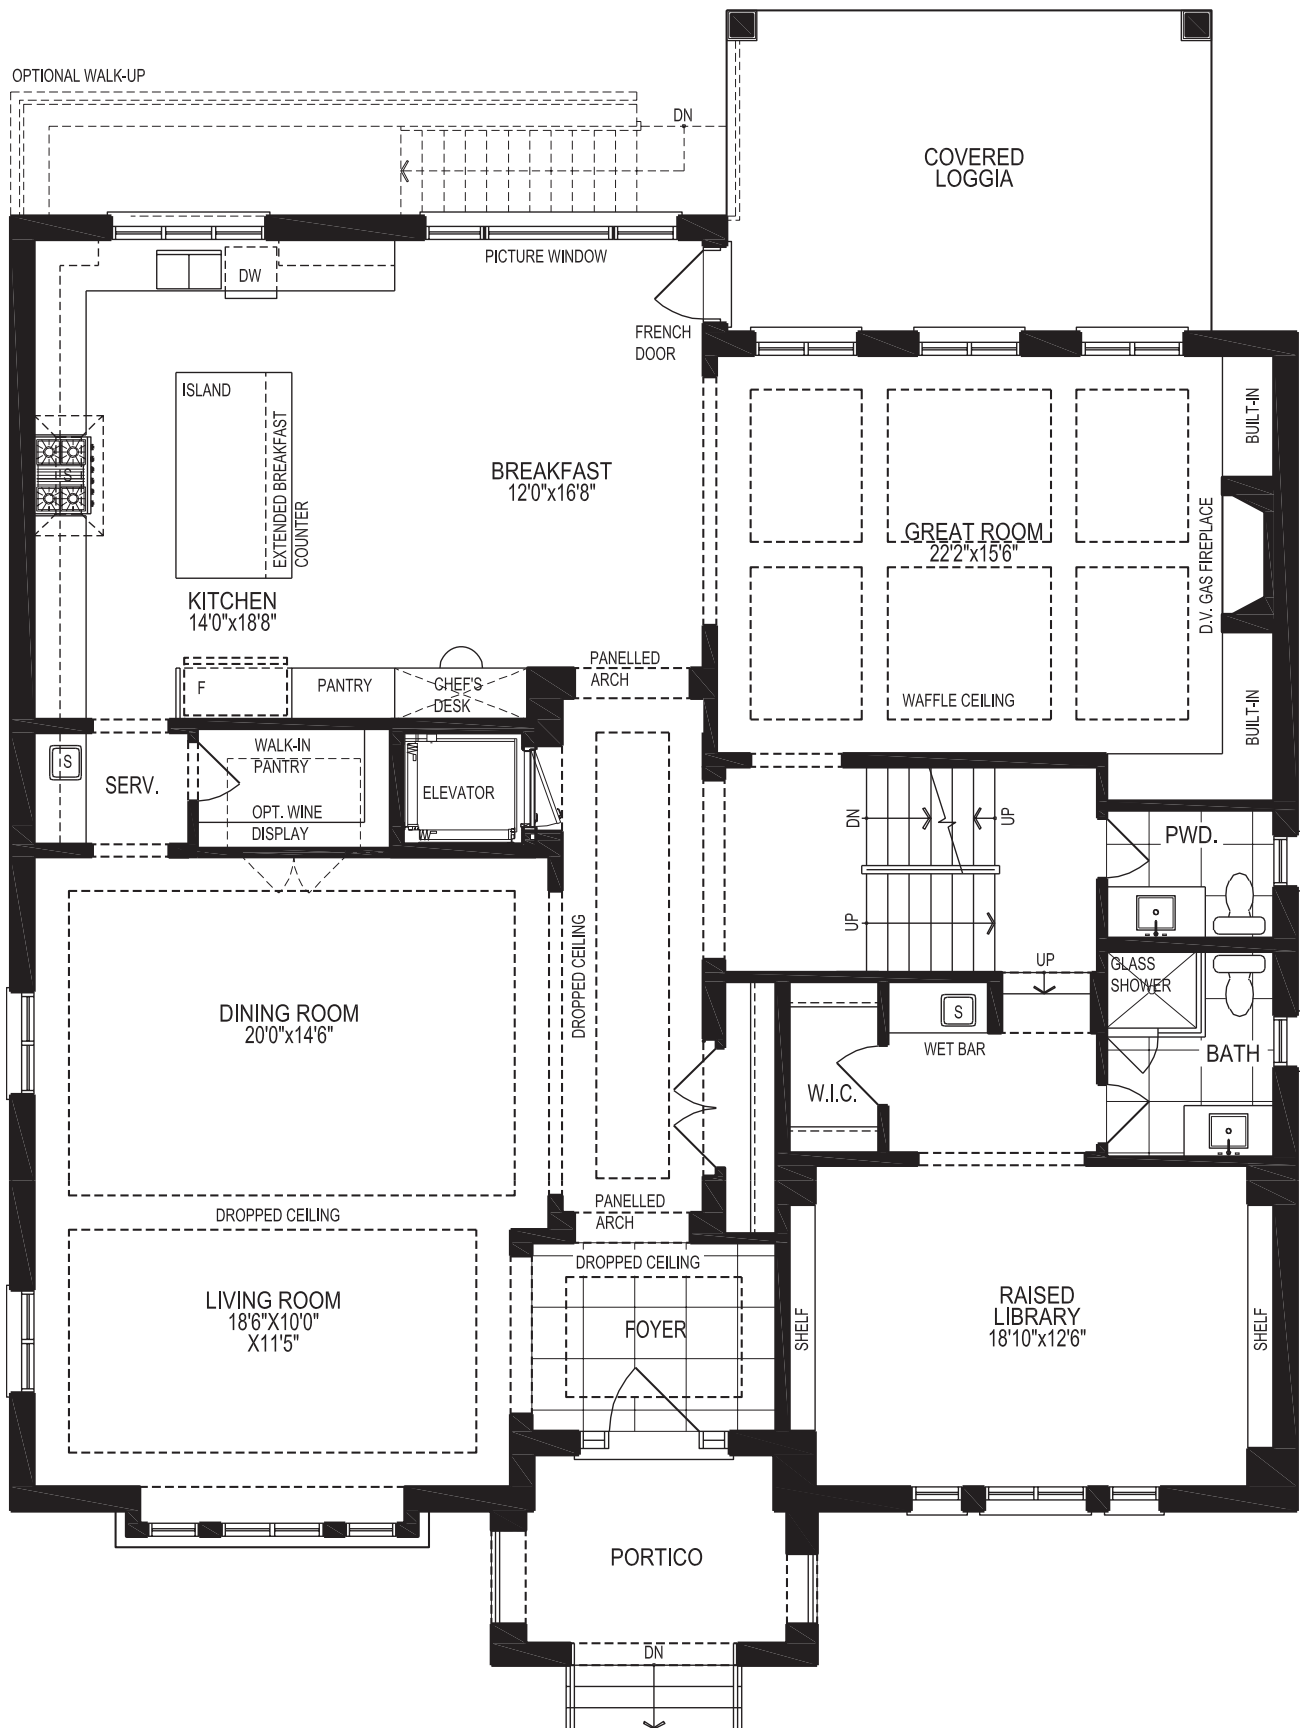 OPTIONAL WALK-UP
DN
COVERED
LOGGIA
DW
PICTURE WINDOW
FRENCH
DOOR
ISLAND
EXTENDED BREAKFAST
COUNTER
S
BREAKFAST
12'0"x16'8"
KITCHEN
14'0"x18'8"
BUILT-IN
GREAT ROOM
22'2"x15'6"
D.V. GAS FIREPLACE
WAFFLE CEILING
BUILT-IN
F
PANTRY
CHEF'S
DESK
PANELLED
ARCH
S
SERV.
WALK-IN
PANTRY
OPT. WINE
DISPLAY
ELEVATOR
DN
UP
UP
UP
PWD.
DROPPED CEILING
GLASS
SHOWER
BATH
DINING ROOM
20'0"x14'6"
S
WET BAR
W.I.C.
DROPPED CEILING
PANELLED
ARCH
DROPPED CEILING
LIVING ROOM
18'6"X10'0"
X11'5"
FOYER
SHELF
RAISED
LIBRARY
18'10"x12'6"
SHELF
PORTICO
DN